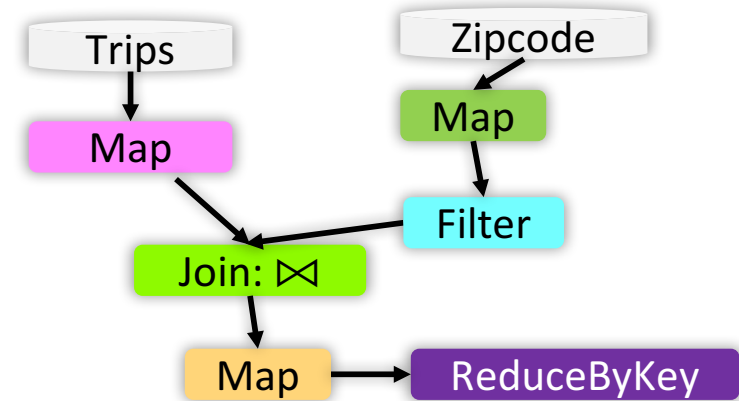 Trips
Zipcode
Map
Map
Filter
Join: ⋈
Map
ReduceByKey